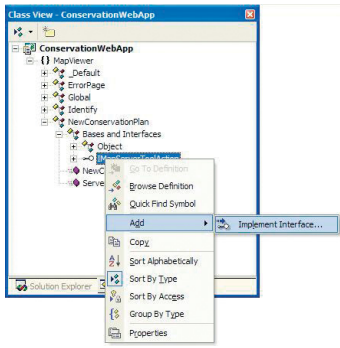 Class View - ConservationWebApp
ConservationWebApp
{} MapViewer
_Default
ErrorPage
Global
Identify
NewConservationPlan
Bases and Interfaces
Object
IMapServerToolAction
NewC
Serve
Go To Definition
Browse Definition
Quick Find Symbol
Add
Implement Interface...
Copy
Sort Alphabetically
Sort By Type
Sort By Access
Group By Type
Properties
Solution Explorer